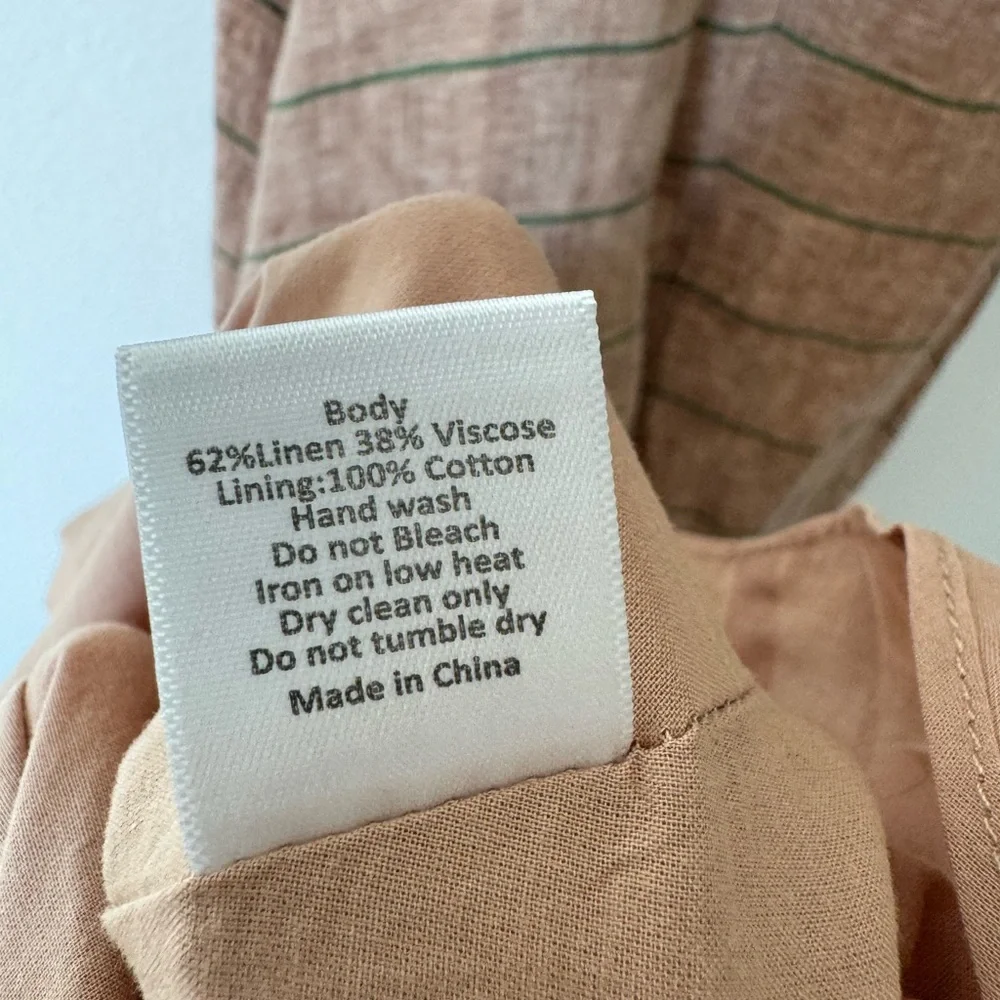 Body
62%Linen 38% Viscose
Lining:100% Cotton
Hand wash
Do not Bleach
Iron on low heat
Dry clean only
Do not tumble dry
Made in China